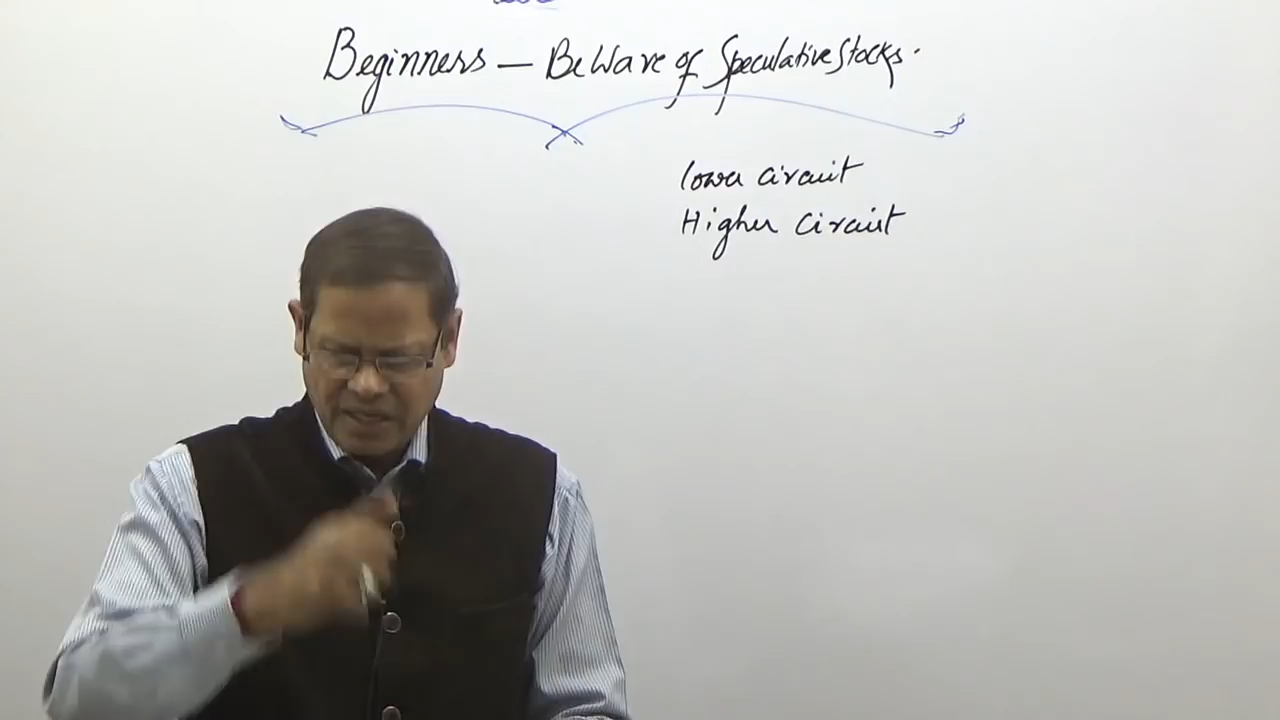 Beginners — BeWare of Speculative Stocks.
lower circuit
Higher Circuit